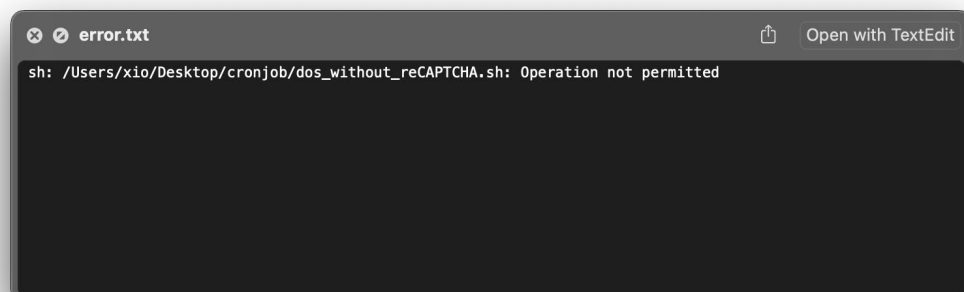 error.txt
Open with TextEdit
sh: /Users/xio/Desktop/cronjob/dos_without_reCAPTCHA.sh: Operation not permitted